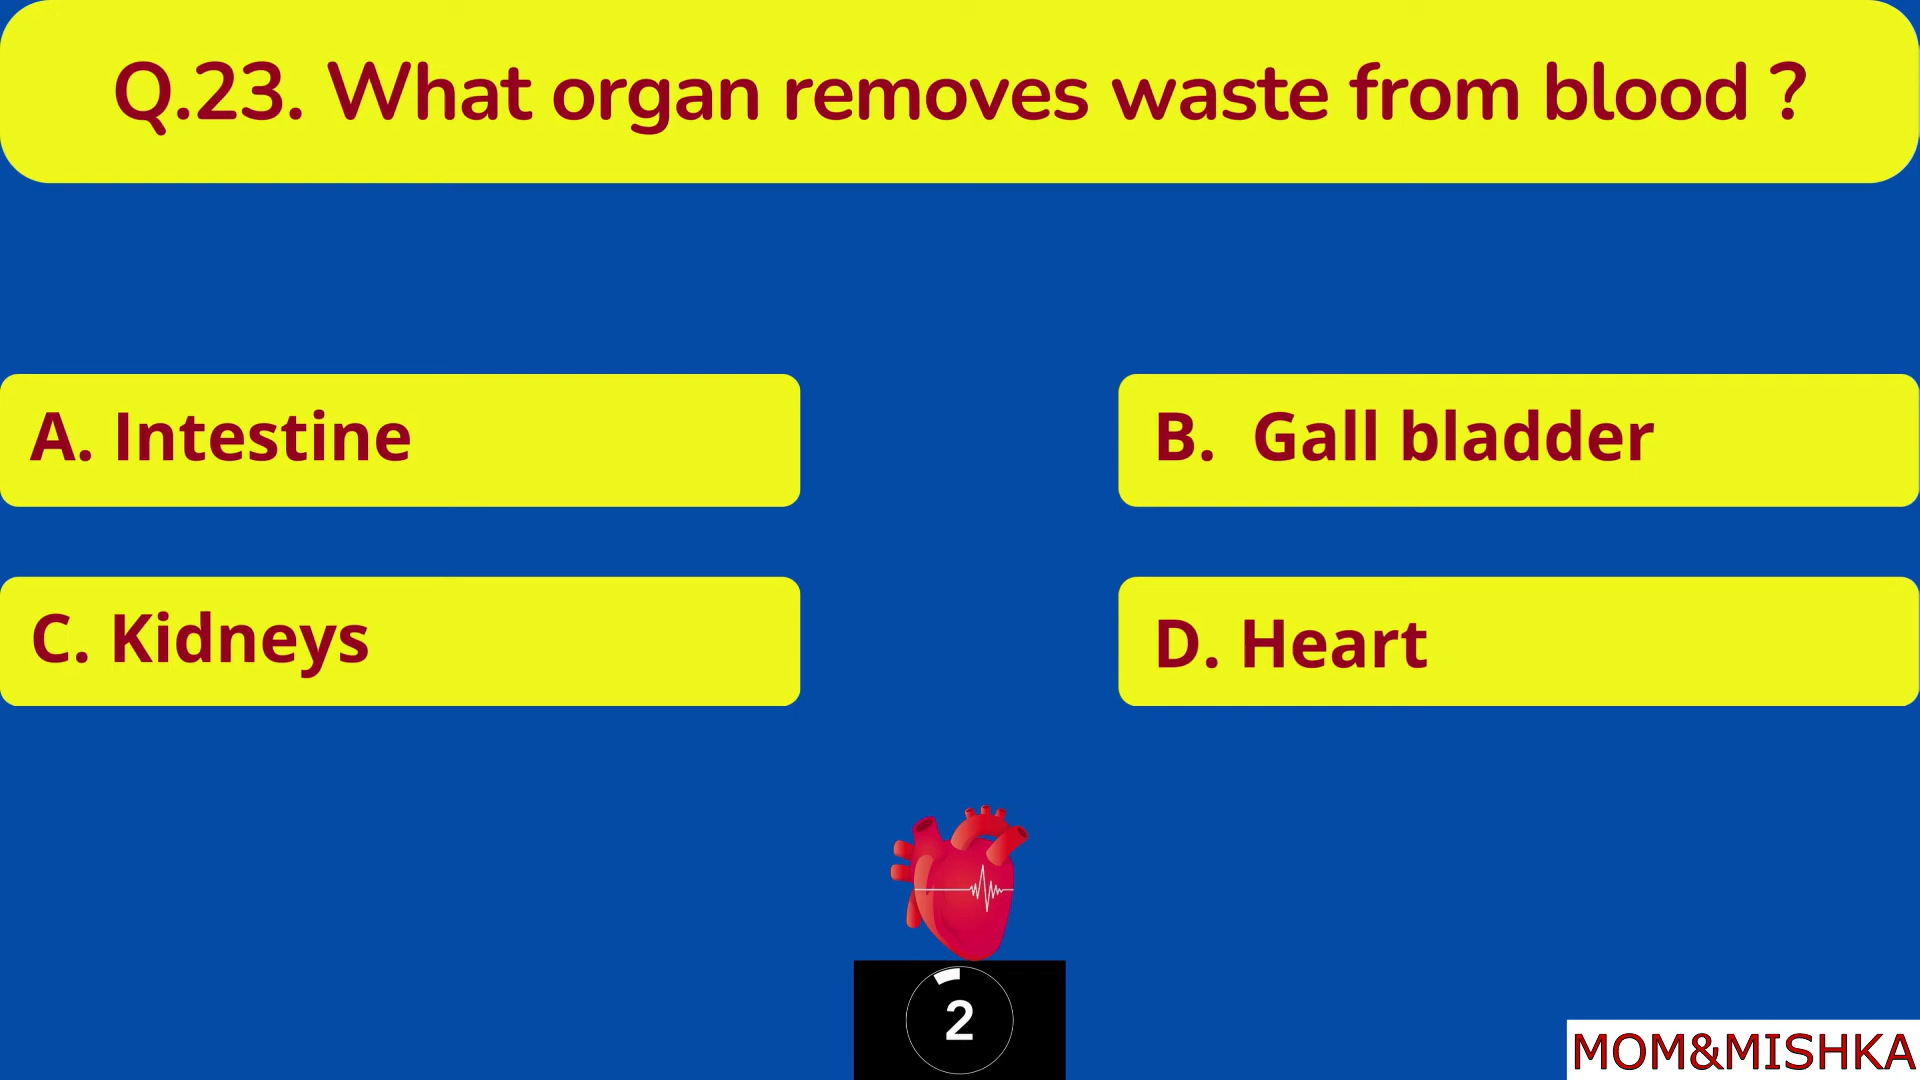 Q.23. What organ removes waste from blood ?
A. Intestine
B. Gall bladder
C. Kidneys
D. Heart
2
MOM&MISHKA